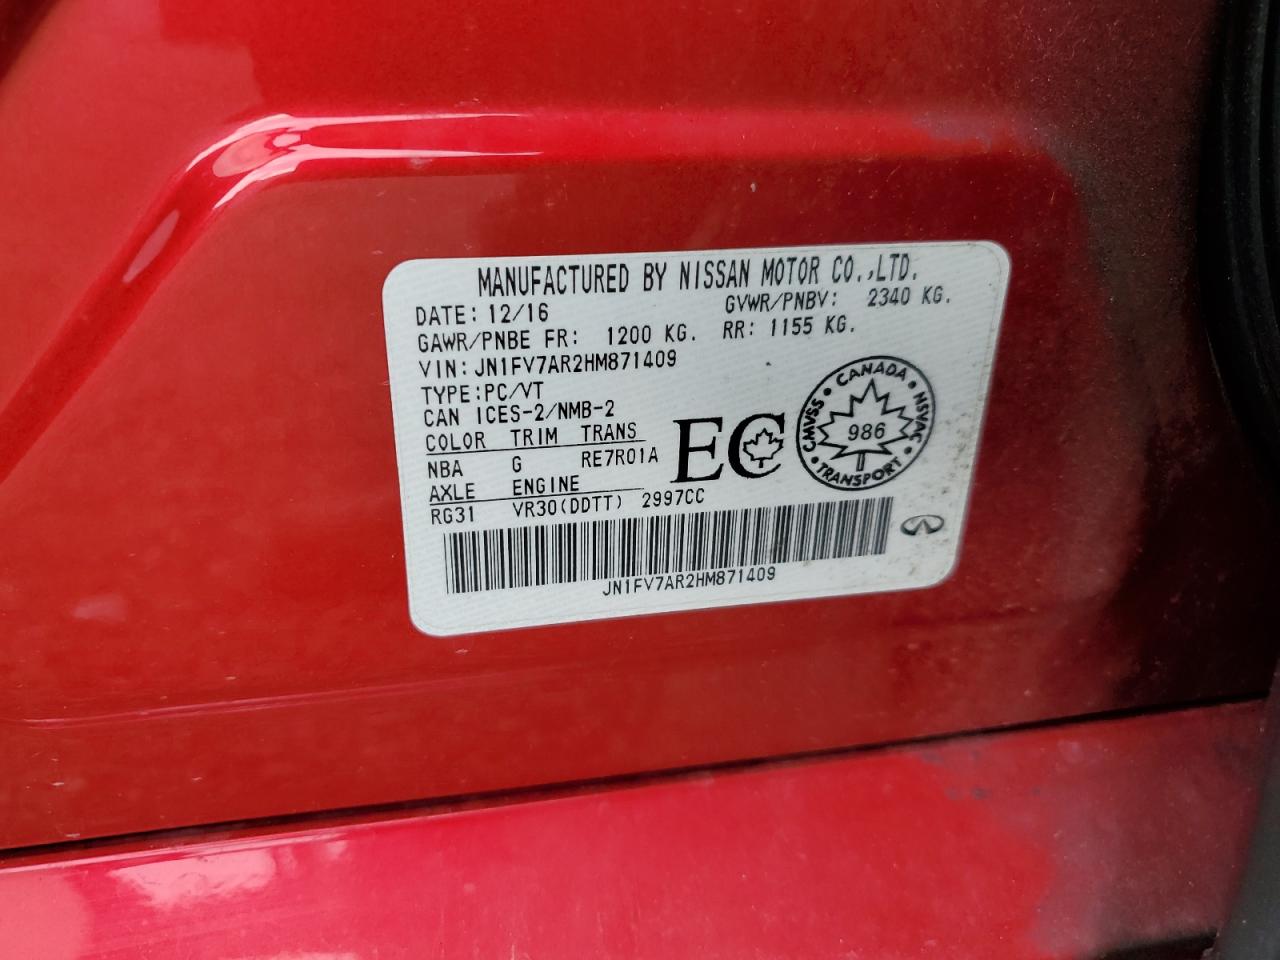 MANUFACTURED BY NISSAN MOTOR CO.,LTD.
DATE: 12/16 GVWR/PNBV: 2340 KG.
GAWR/PNBE FR: 1200 KG. RR: 1155 KG.
VIN: JN1FV7AR2HM871409
TYPE:PC/VT
CAN ICES-2/NMB-2
COLOR TRIM TRANS
NBA G RE7R01A
AXLE ENGINE
RG31 VR30(DDTT) 2997CC
EC
CANADA
CMVSS 986 NSVAC
TRANSPORT
JN1FV7AR2HM871409